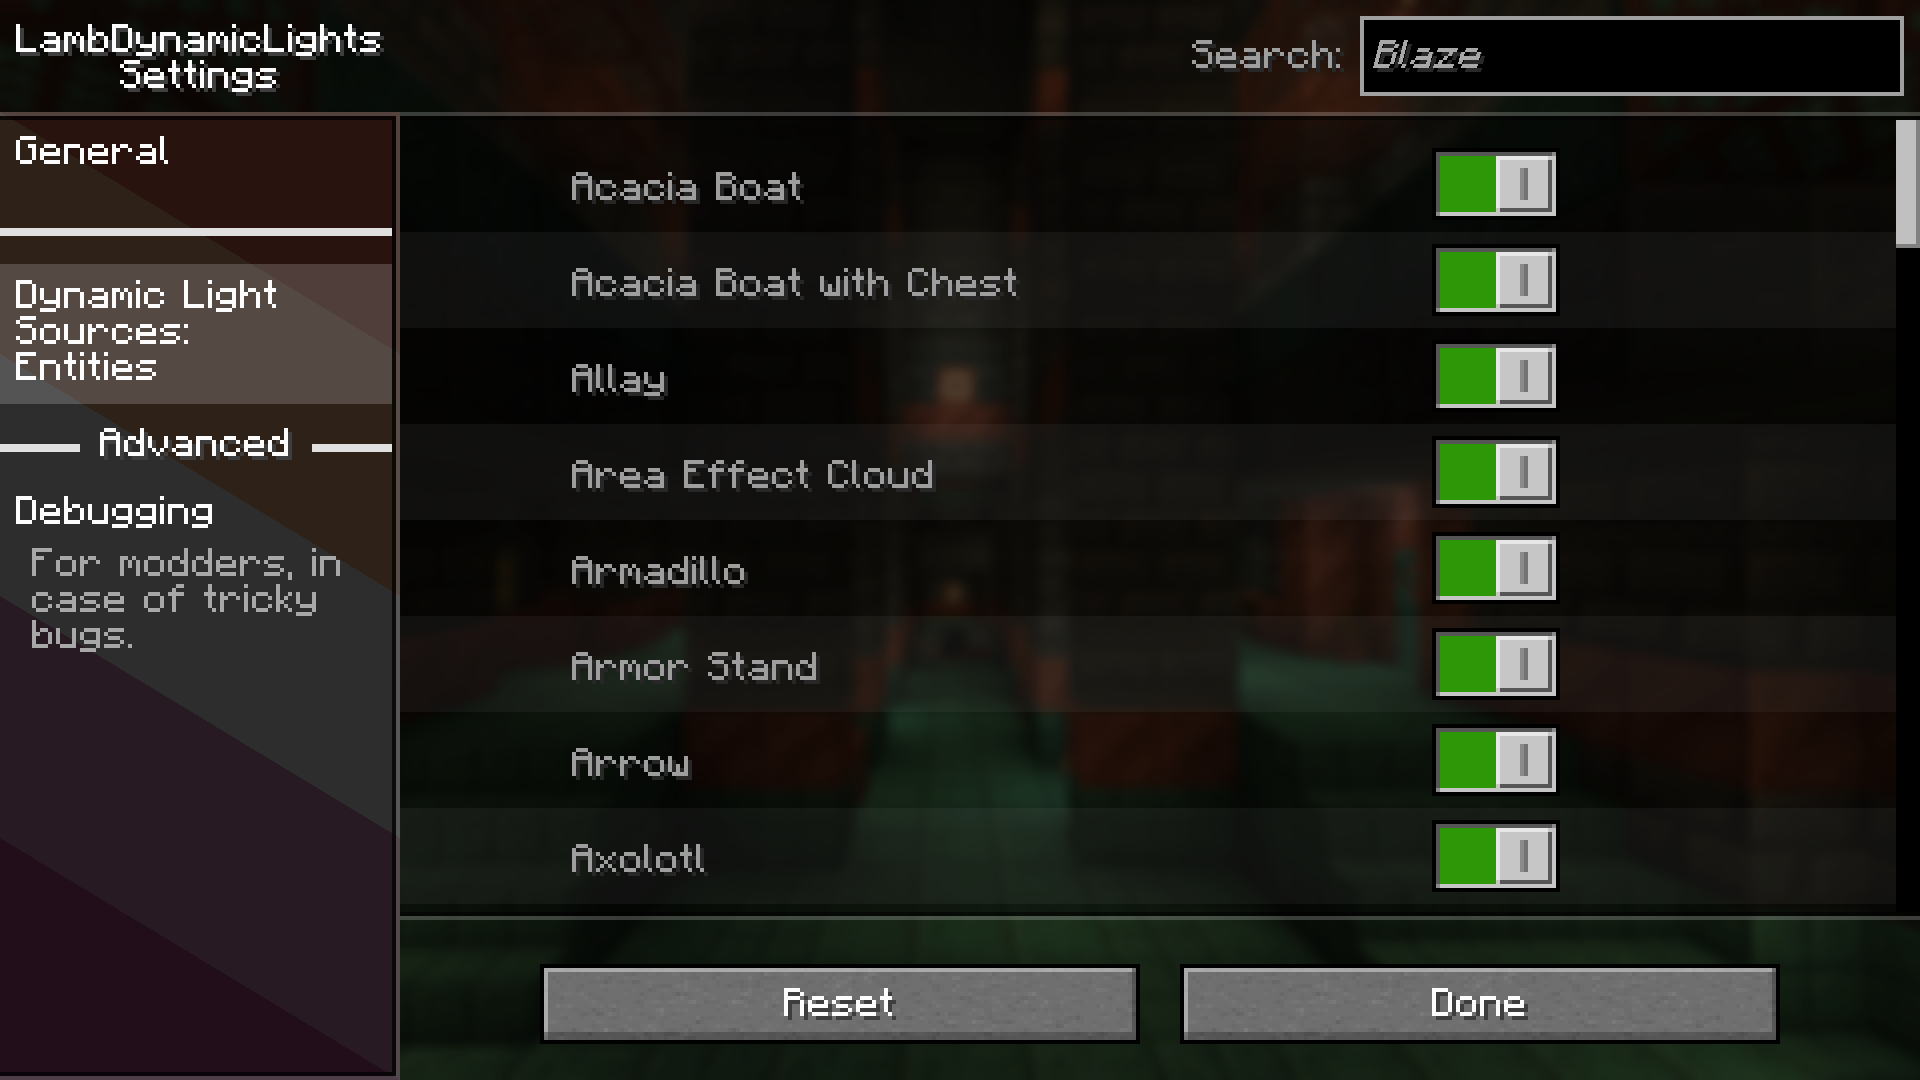 LambDynamicLights
Settings
Search:
Blaze
General
Dynamic Light
Sources:
Entities
Advanced
Debugging
For modders, in
case of tricky
bugs.
Acacia Boat
Acacia Boat with Chest
Allay
Area Effect Cloud
Armadillo
Armor Stand
Arrow
Axolotl
Reset
Done